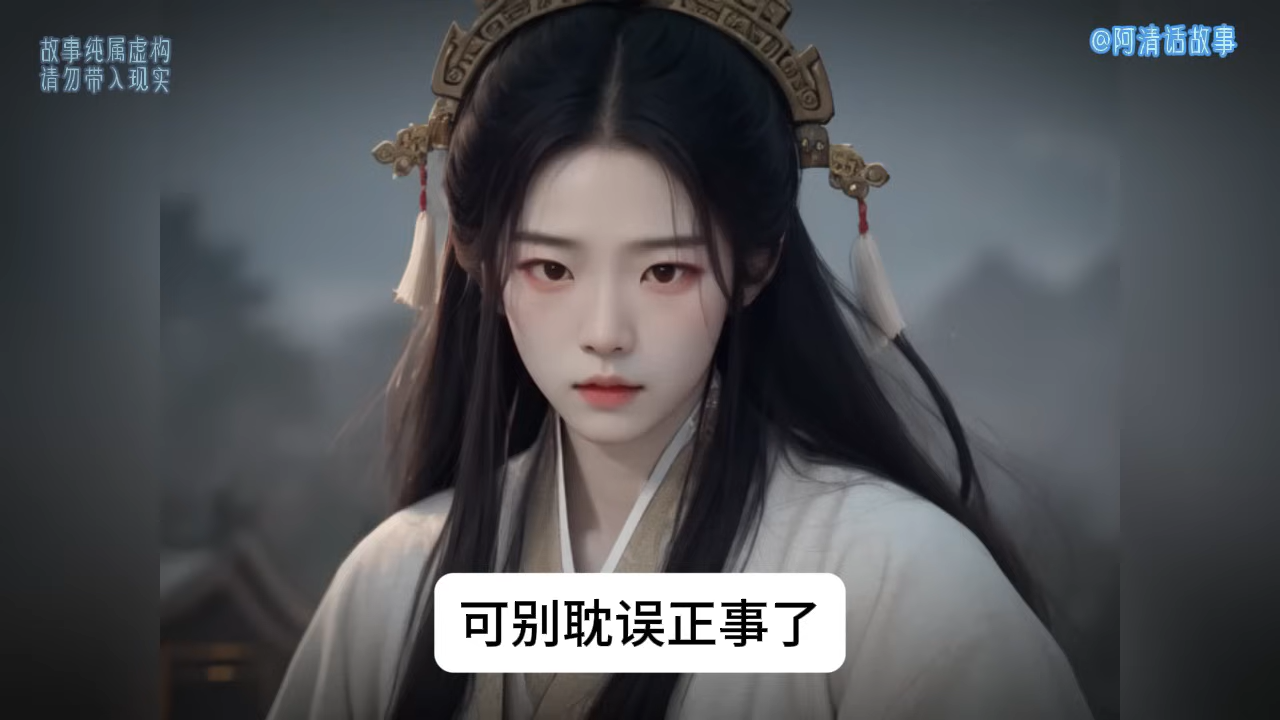 故事纯属虚构
请勿带入现实
@阿清话故事
可别耽误正事了